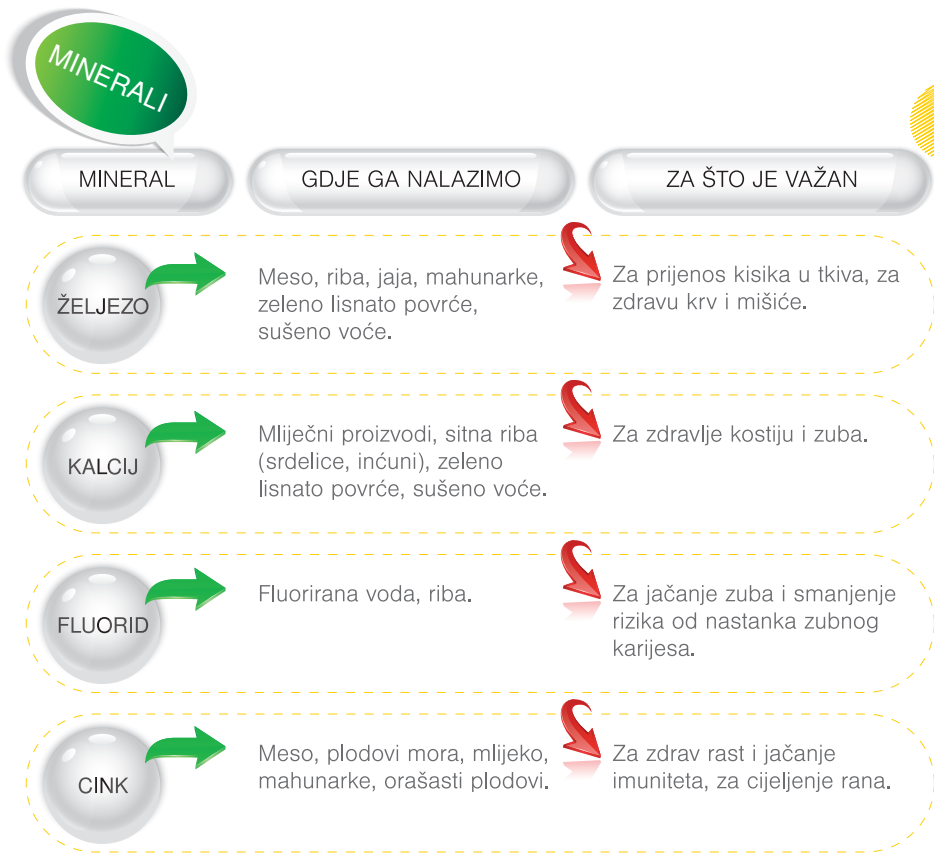 MINERALI
MINERAL
GDJE GA NALAZIMO
ZA ŠTO JE VAŽAN
ŽELJEZO
Meso, riba, jaja, mahunarke,
zeleno lisnato povrće,
sušeno voće.
Za prijenos kisika u tkiva, za
zdravu krv i mišiće.
KALCIJ
Mliječni proizvodi, sitna riba
(srdelice, inćuni), zeleno
lisnato povrće, sušeno voće.
Za zdravlje kostiju i zuba.
FLUORID
Fluorirana voda, riba.
Za jačanje zuba i smanjenje
rizika od nastanka zubnog
karijesa.
CINK
Meso, plodovi mora, mlijeko,
mahunarke, orašasti plodovi.
Za zdrav rast i jačanje
imuniteta, za cijeljenje rana.